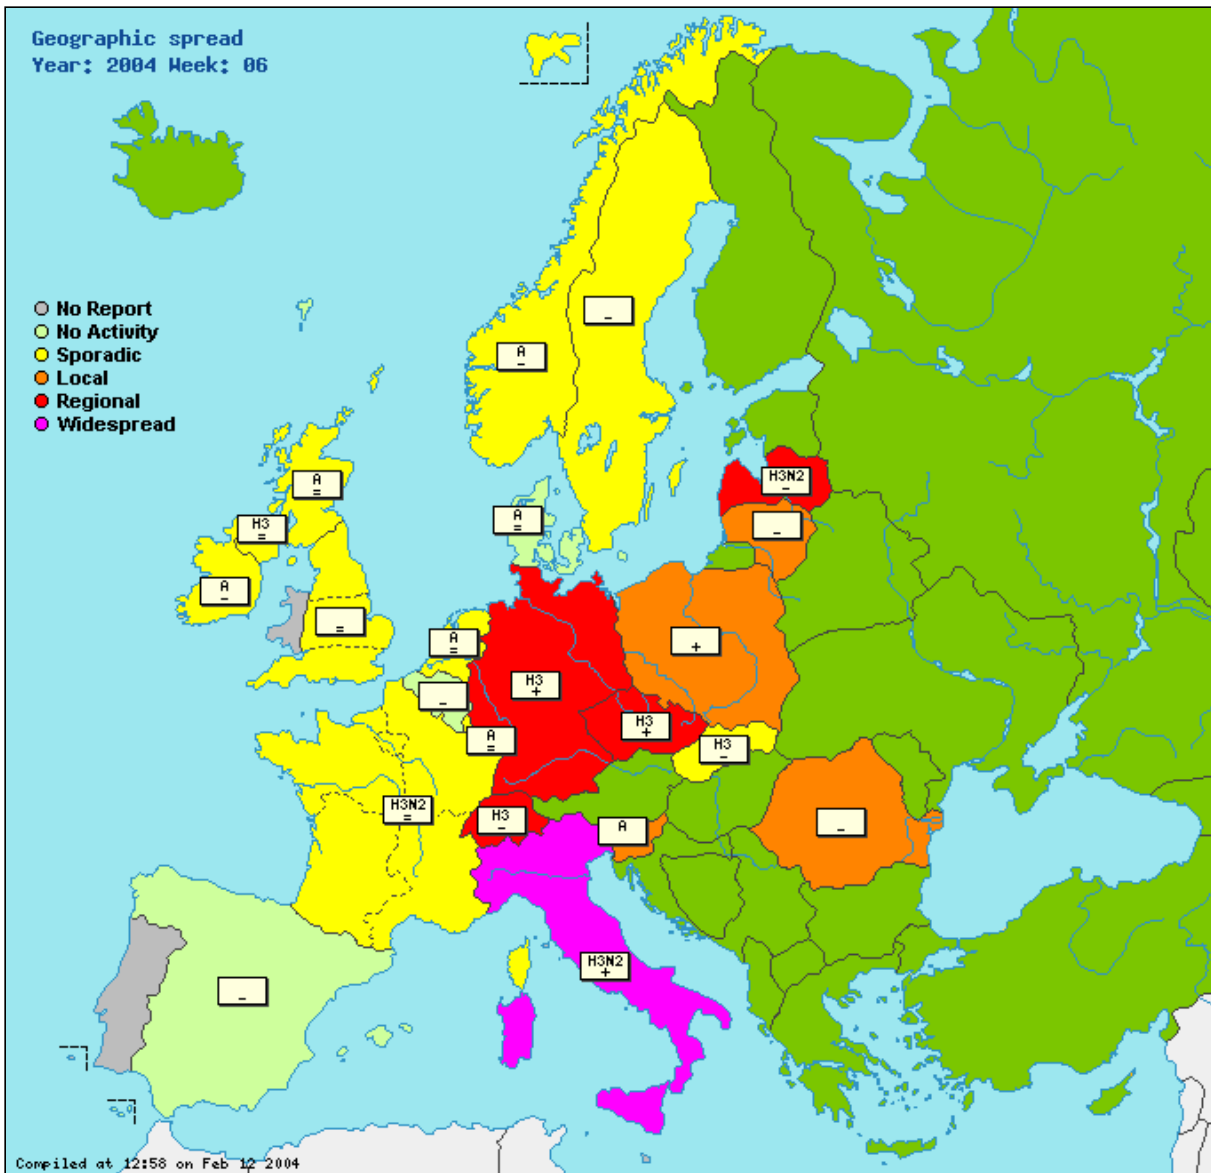 Geographic spread
Year: 2004 Week: 06
No Report
No Activity
Sporadic
Local
Regional
Widespread
-
A
-
A
=
H3
=
A
-
=
A
=
H3N2
-
-
A
=
-
H3
+
+
A
=
H3
+
H3
-
H3N2
=
H3
-
A
-
H3N2
+
-
Compiled at 12:58 on Feb 12 2004